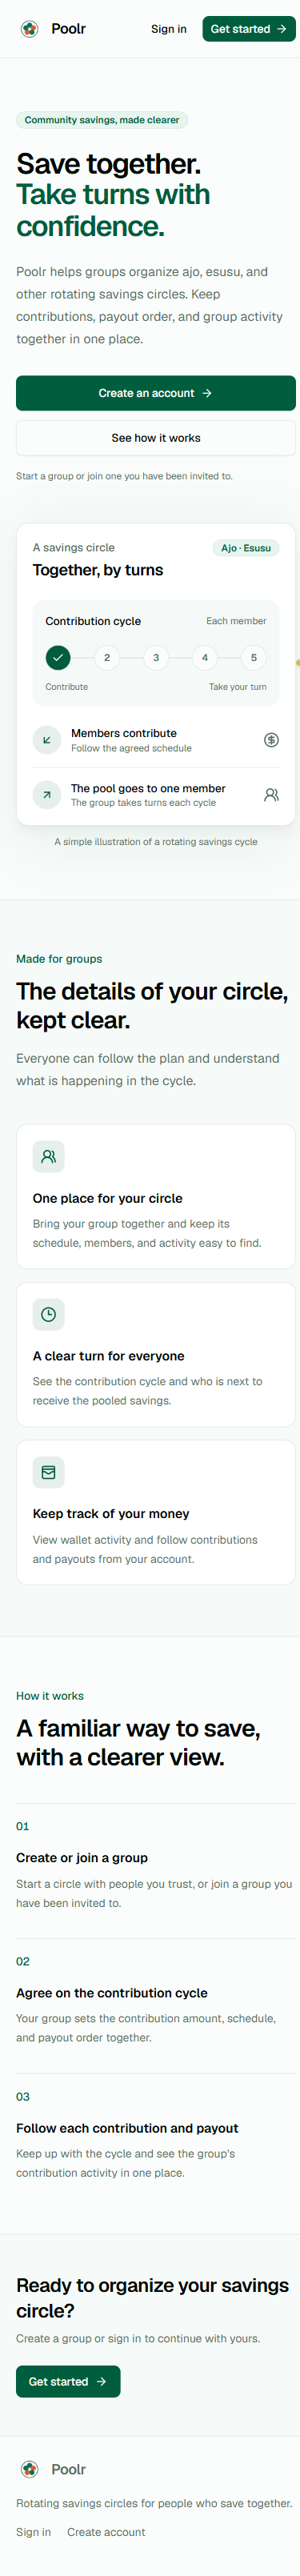 Poolr
Sign in
Get started →
Community savings, made clearer
Save together.
Take turns with
confidence.
Poolr helps groups organize ajo, esusu, and
other rotating savings circles. Keep
contributions, payout order, and group activity
together in one place.
Create an account →
See how it works
Start a group or join one you have been invited to.
A savings circle
Ajo · Esusu
Together, by turns
Contribution cycle
Each member
2 3 4 5
Contribute
Take your turn
Members contribute
Follow the agreed schedule
The pool goes to one member
The group takes turns each cycle
A simple illustration of a rotating savings cycle
Made for groups
The details of your circle,
kept clear.
Everyone can follow the plan and understand
what is happening in the cycle.
One place for your circle
Bring your group together and keep its
schedule, members, and activity easy to find.
A clear turn for everyone
See the contribution cycle and who is next to
receive the pooled savings.
Keep track of your money
View wallet activity and follow contributions
and payouts from your account.
How it works
A familiar way to save,
with a clearer view.
01
Create or join a group
Start a circle with people you trust, or join a group you
have been invited to.
02
Agree on the contribution cycle
Your group sets the contribution amount, schedule,
and payout order together.
03
Follow each contribution and payout
Keep up with the cycle and see the group's
contribution activity in one place.
Ready to organize your savings
circle?
Create a group or sign in to continue with yours.
Get started →
Poolr
Rotating savings circles for people who save together.
Sign in
Create account